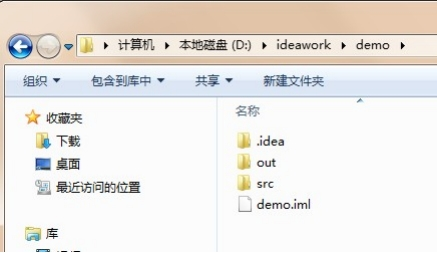 计算机 本地磁盘 (D:) ideawork demo
组织 包含到库中 共享 新建文件夹
收藏夹
下载
桌面
最近访问的位置
库
名称
.idea
out
src
demo.iml